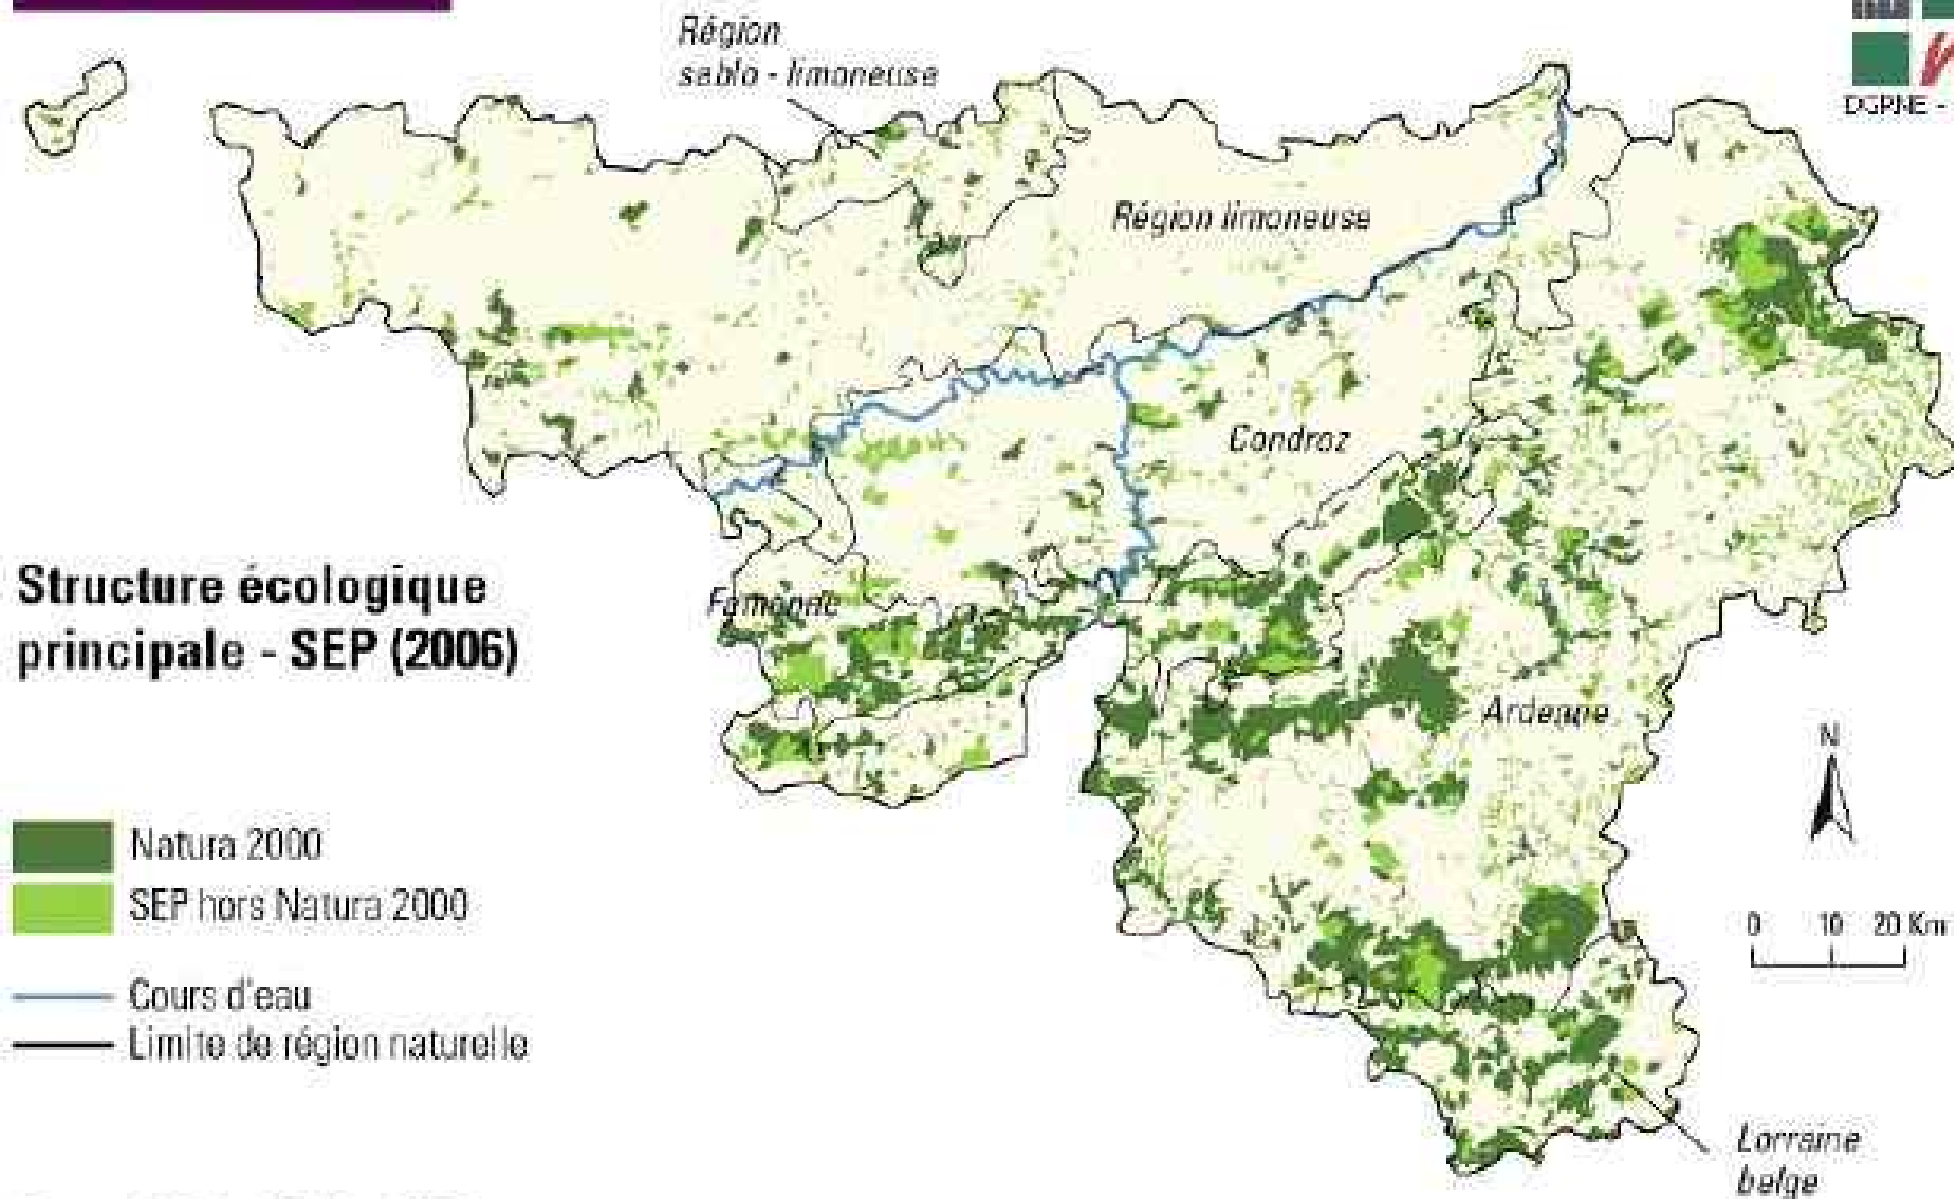 Région
sablo - limoneuse
DGRNE -
Région limoneuse
Condroz
Structure écologique
principale - SEP (2006)
Famenne
Ardenne
N
Natura 2000
SEP hors Natura 2000
0 10 20 Km
Cours d'eau
Limite de région naturelle
Lorraine
belge